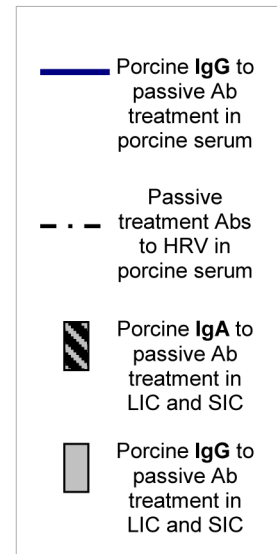 Porcine IgG to
passive Ab
treatment in
porcine serum
Passive
treatment Abs
to HRV in
porcine serum
Porcine IgA to
passive Ab
treatment in
LIC and SIC
Porcine IgG to
passive Ab
treatment in
LIC and SIC